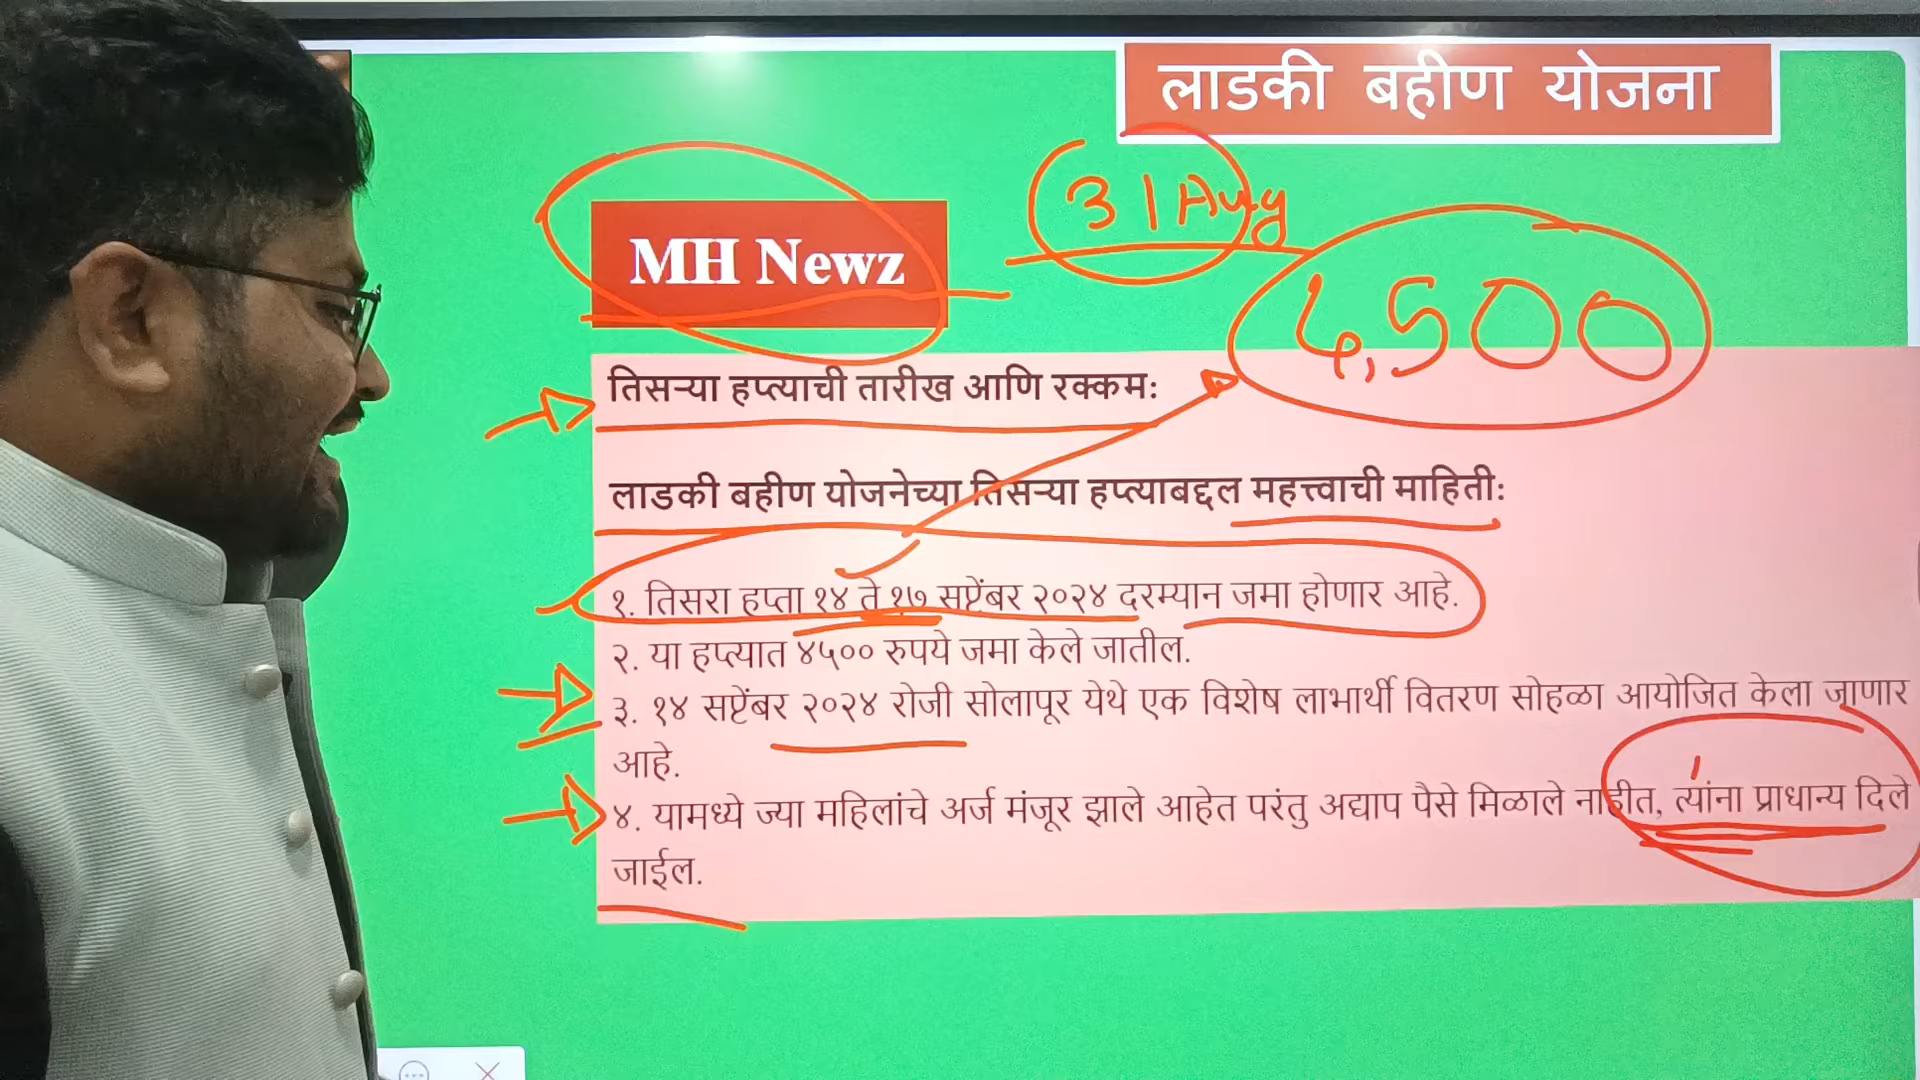 लाडकी बहीण योजना
31 Aug
MH Newz
4,500
तिसऱ्या हप्त्याची तारीख आणि रक्कम:
लाडकी बहीण योजनेच्या तिसऱ्या हप्त्याबद्दल महत्त्वाची माहिती:
१. तिसरा हप्ता १४ ते १७ सप्टेंबर २०२४ दरम्यान जमा होणार आहे.
२. या हप्त्यात ४५०० रुपये जमा केले जातील.
३. १४ सप्टेंबर २०२४ रोजी सोलापूर येथे एक विशेष लाभार्थी वितरण सोहळा आयोजित केला जाणार
आहे.
४. यामध्ये ज्या महिलांचे अर्ज मंजूर झाले आहेत परंतु अद्याप पैसे मिळाले नाहीत, त्यांना प्राधान्य दिले
जाईल.